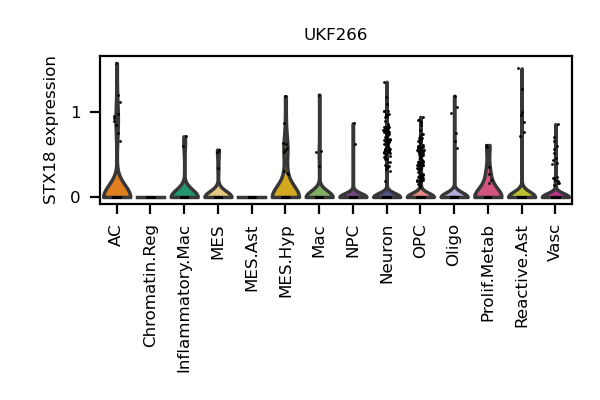 UKF266
STX18 expression
1
0
AC
Chromatin.Reg
Inflammatory.Mac
MES
MES.Ast
MES.Hyp
Mac
NPC
Neuron
OPC
Oligo
Prolif.Metab
Reactive.Ast
Vasc